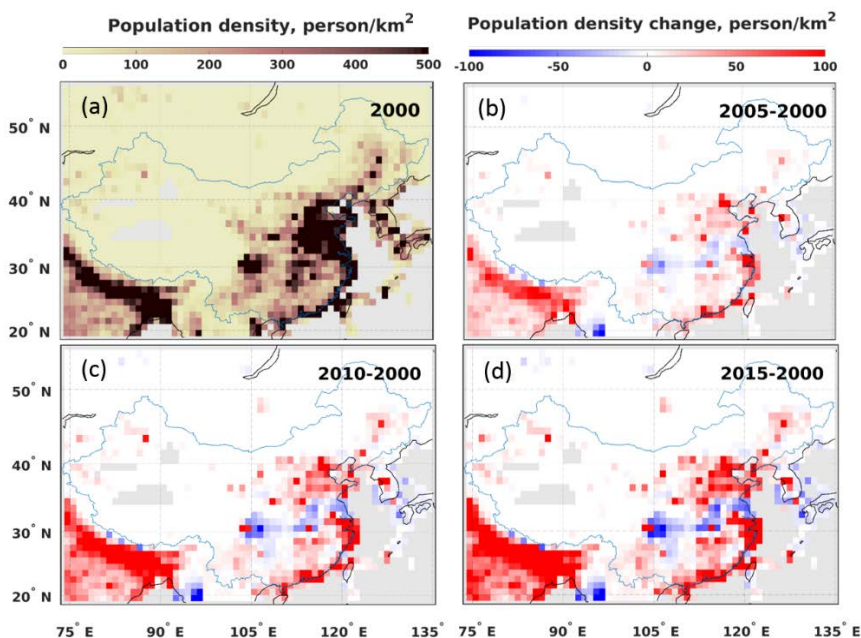 Population density, person/km²
0 100 200 300 400 500
Population density change, person/km²
-100 -50 0 50 100
(a) 2000
(b) 2005-2000
50° N
40° N
30° N
20° N
(c) 2010-2000
(d) 2015-2000
50° N
40° N
30° N
20° N
75° E 90° E 105° E 120° E 135° E
75° E 90° E 105° E 120° E 135° E